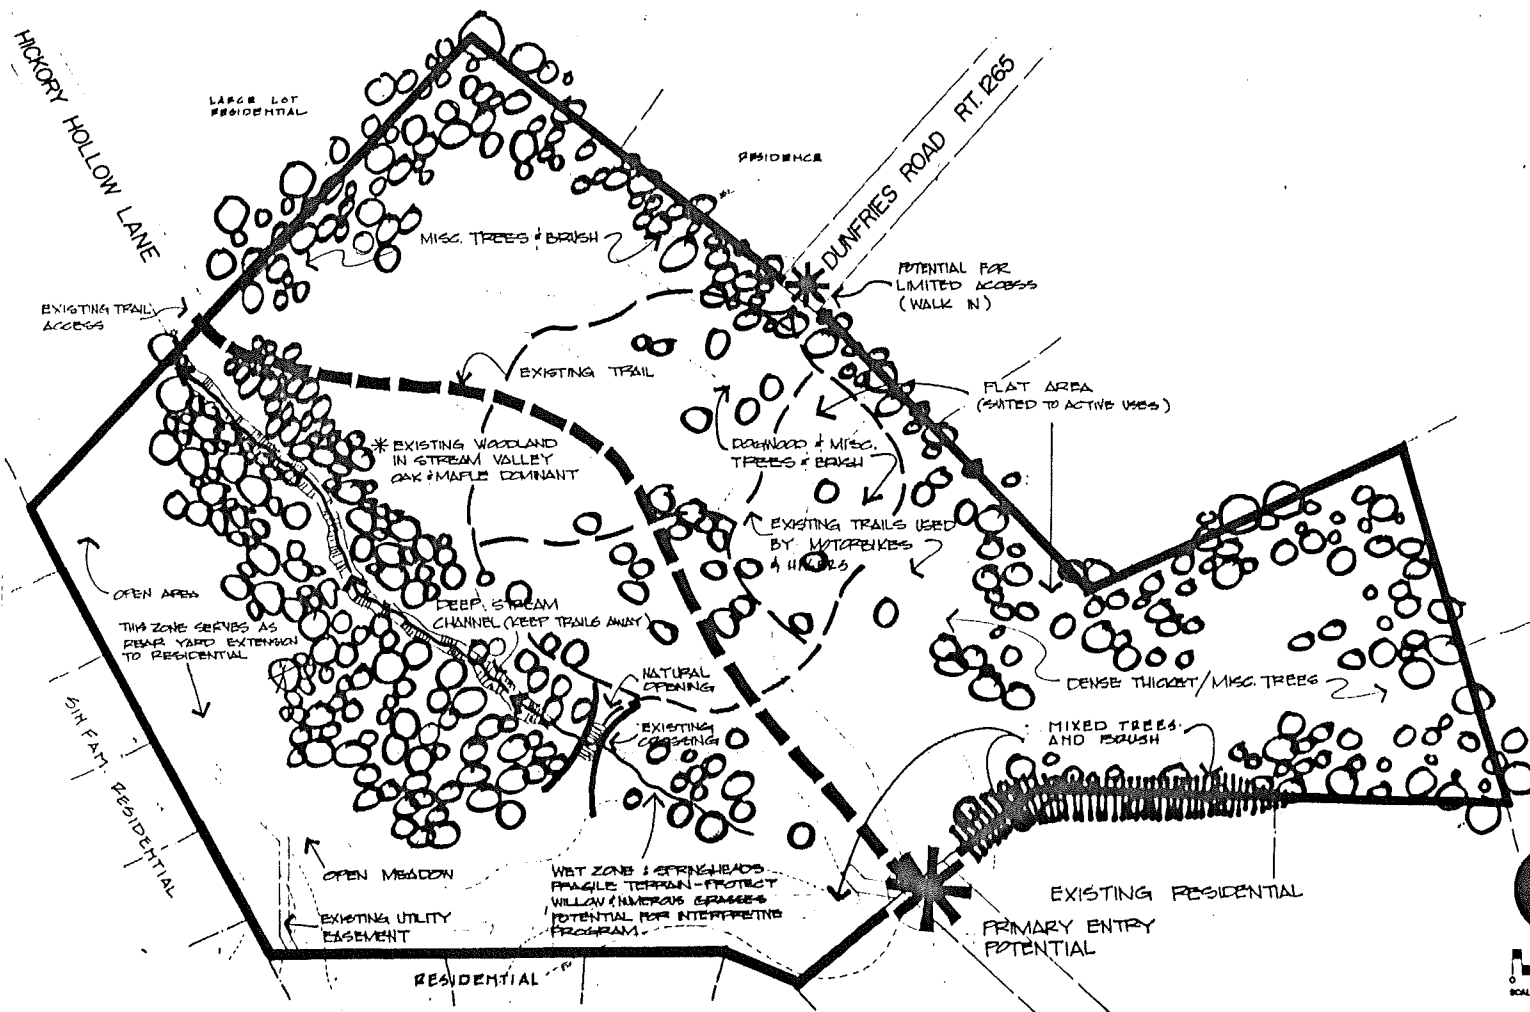 HICKORY HOLLOW LANE
LARGE LOT
RESIDENTIAL
RESIDENCE
DUNFRIES ROAD RT. 1265
MISC. TREES & BRUSH
POTENTIAL FOR
LIMITED ACCESS
(WALK IN)
EXISTING TRAIL
ACCESS
EXISTING TRAIL
FLAT AREA
(SUITED TO ACTIVE USES)
* EXISTING WOODLAND
IN STREAM VALLEY
OAK & MAPLE DOMINANT
DOGWOOD & MISC.
TREES & BRUSH
EXISTING TRAILS USED
BY MOTORBIKES
& HIKERS
OPEN AREA
DEEP STREAM
CHANNEL (KEEP TRAILS AWAY)
THIS ZONE SERVES AS
REAR YARD EXTENSION
TO RESIDENTIAL
NATURAL
OPENING
DENSE THICKET/MISC. TREES
EXISTING
CROSSING
MIXED TREES
AND BRUSH
SIN. FAM. RESIDENTIAL
OPEN MEADOW
WET ZONE & SPRINGHEADS
FRAGILE TERRAIN-PROTECT
WILLOW & NUMEROUS GRASSES
POTENTIAL FOR INTERPRETIVE
PROGRAM.
EXISTING RESIDENTIAL
EXISTING UTILITY
EASEMENT
PRIMARY ENTRY
POTENTIAL
RESIDENTIAL
0
SCAL